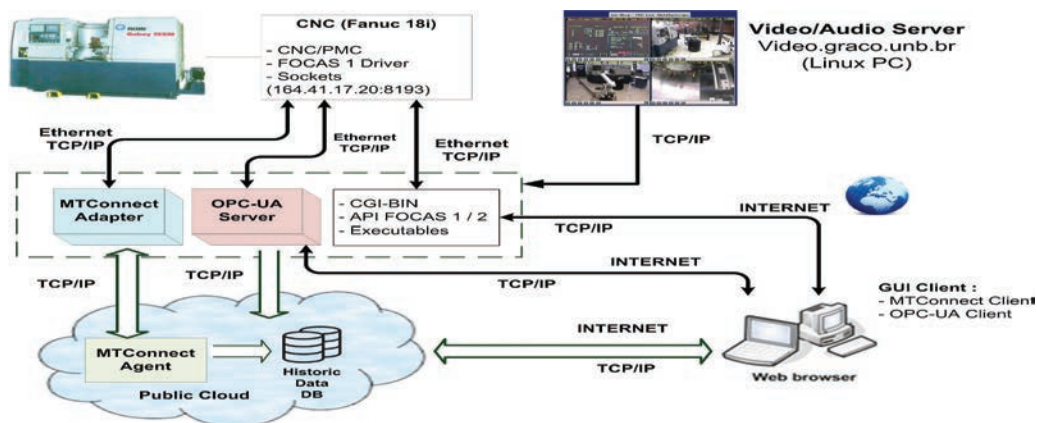 CNC (Fanuc 18i)
- CNC/PMC
- FOCAS 1 Driver
- Sockets
(164.41.17.20:8193)
Video/Audio Server
Video.graco.unb.br
(Linux PC)
Ethernet
TCP/IP
Ethernet
TCP/IP
Ethernet
TCP/IP
TCP/IP
MTConnect
Adapter
OPC-UA
Server
- CGI-BIN
- API FOCAS 1 / 2
- Executables
INTERNET
TCP/IP
TCP/IP
TCP/IP
INTERNET
TCP/IP
GUI Client :
- MTConnect Client
- OPC-UA Client
MTConnect
Agent
Historic
Data
DB
Public Cloud
INTERNET
TCP/IP
Web browser